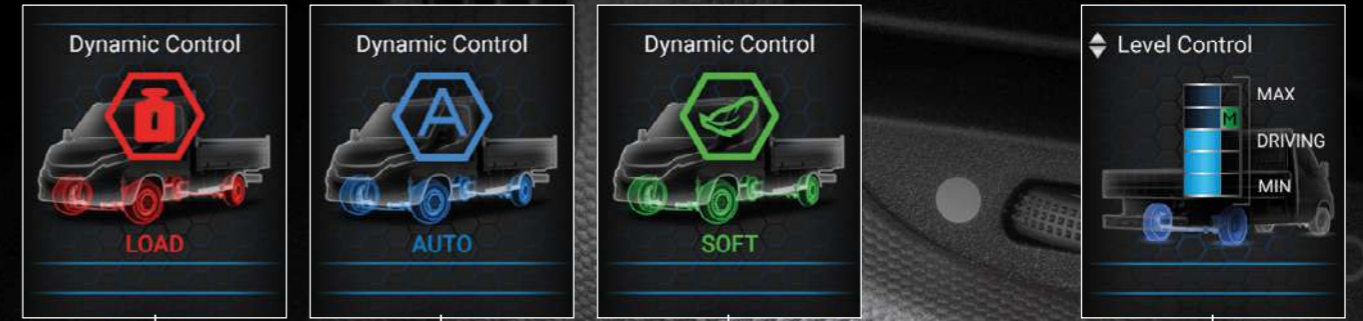 Dynamic Control
LOAD
Dynamic Control
A
AUTO
Dynamic Control
SOFT
Level Control
MAX
M
DRIVING
MIN